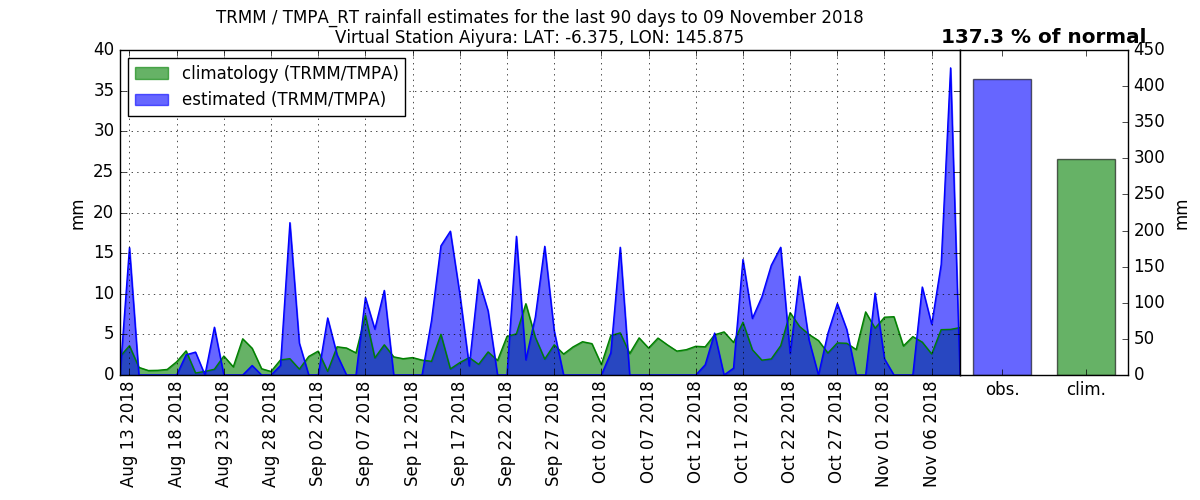 TRMM / TMPA_RT rainfall estimates for the last 90 days to 09 November 2018
Virtual Station Aiyura: LAT: -6.375, LON: 145.875
137.3 % of normal
climatology (TRMM/TMPA)
estimated (TRMM/TMPA)
40
35
30
25
20
15
10
5
0
mm
450
400
350
300
250
200
150
100
50
0
mm
Aug 13 2018
Aug 18 2018
Aug 23 2018
Aug 28 2018
Sep 02 2018
Sep 07 2018
Sep 12 2018
Sep 17 2018
Sep 22 2018
Sep 27 2018
Oct 02 2018
Oct 07 2018
Oct 12 2018
Oct 17 2018
Oct 22 2018
Oct 27 2018
Nov 01 2018
Nov 06 2018
obs.
clim.